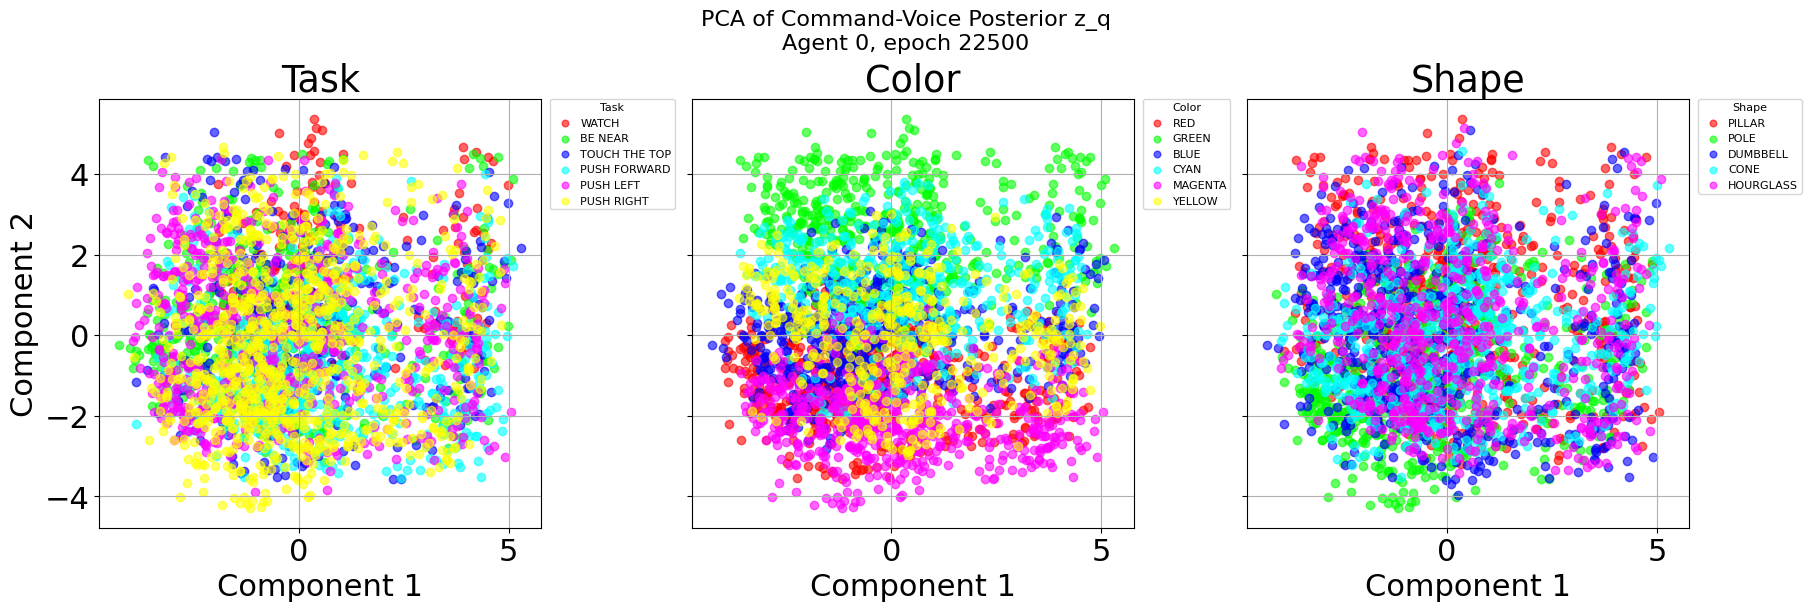 PCA of Command-Voice Posterior z_q
Agent 0, epoch 22500
Task
Color
Shape
Task
WATCH
BE NEAR
TOUCH THE TOP
PUSH FORWARD
PUSH LEFT
PUSH RIGHT
Color
RED
GREEN
BLUE
CYAN
MAGENTA
YELLOW
Shape
PILLAR
POLE
DUMBBELL
CONE
HOURGLASS
Component 2
4
2
0
−2
−4
0 5
0 5
0 5
Component 1
Component 1
Component 1